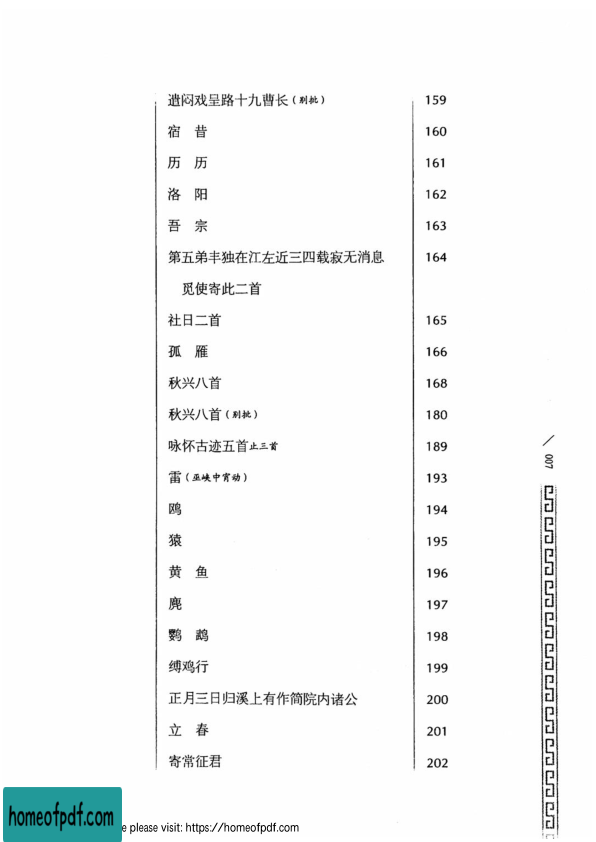 遣闷戏呈路十九曹长（别批） 159
宿 昔 160
历 历 161
洛 阳 162
吾 宗 163
第五弟丰独在江左近三四载寂无消息 164
觅使寄此二首
社日二首 165
孤 雁 166
秋兴八首 168
秋兴八首（别批） 180
咏怀古迹五首止三首 189
雷（巫峡中宵动） 193
鸥 194
猿 195
黄 鱼 196
麂 197
鹦 鹉 198
缚鸡行 199
正月三日归溪上有作简院内诸公 200
立 春 201
寄常征君 202
007
homeofpdf.com
e please visit: https://homeofpdf.com